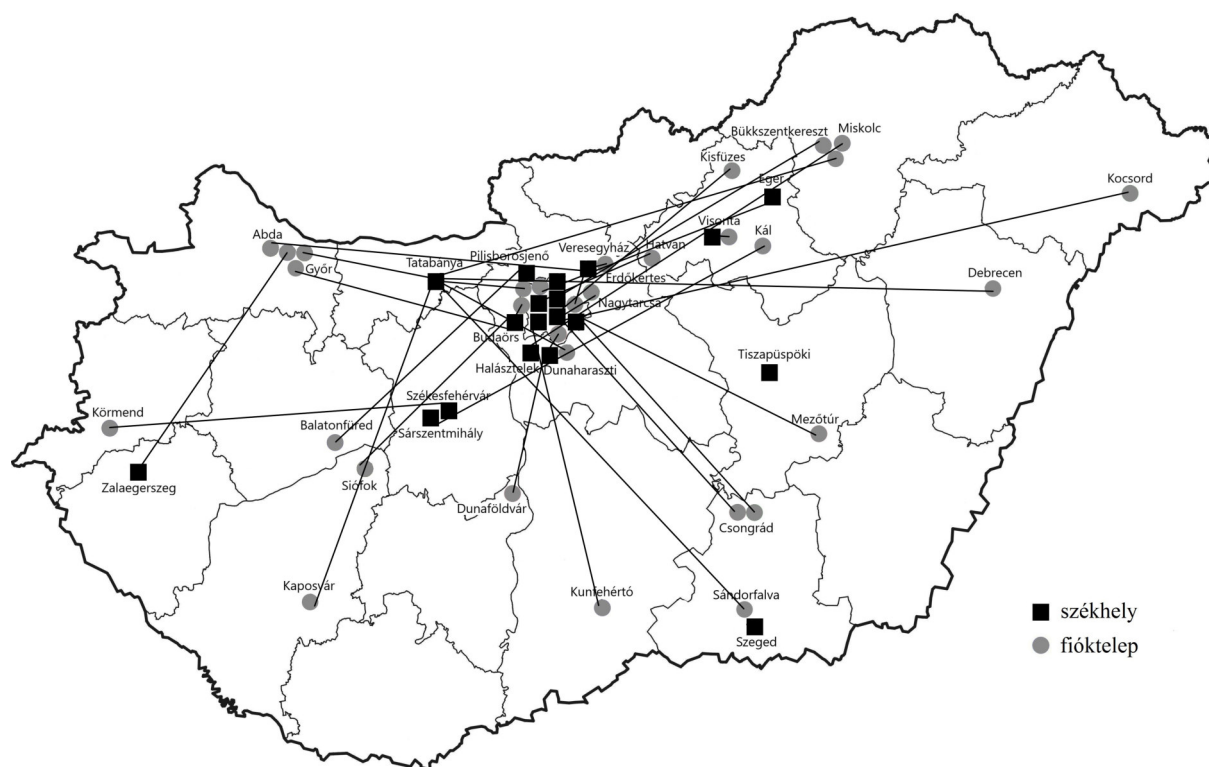 Bükkszentkereszt
Miskolc
Kisfüzes
Eger
Kocsord
Visonta
Abda
Veresegyház
Hatvan
Kál
Pilisborosjenő
Győr
Tatabánya
Erdőkertes
Debrecen
Nagytarcsa
Budaörs
Halásztelek
Dunaharaszti
Tiszapüspöki
Székesfehérvár
Körmend
Balatonfüred
Sárszentmihály
Mezőtúr
Zalaegerszeg
Siófok
Dunaföldvár
Csongrád
Kaposvár
Kunfehértó
Sándorfalva
Szeged
székhely
fióktelep